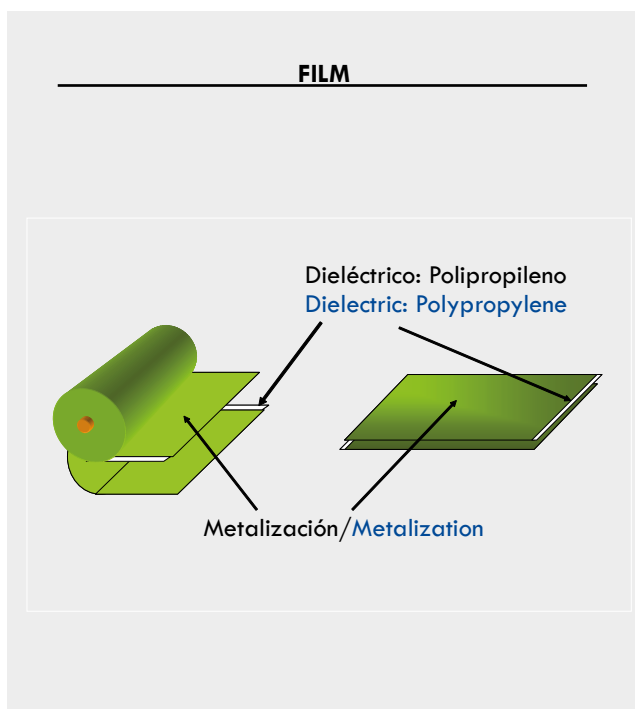 FILM
Dieléctrico: Polipropileno
Dielectric: Polypropylene
Metalización/Metalization